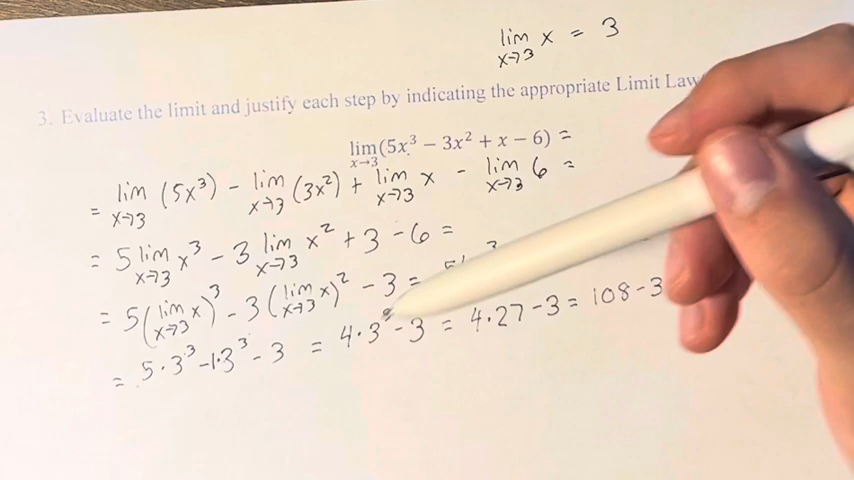 lim x→3 x = 3
3. Evaluate the limit and justify each step by indicating the appropriate Limit Law
lim x→3 (5x³ − 3x² + x − 6) =
= lim x→3 (5x³) − lim x→3 (3x²) + lim x→3 x − lim x→3 6 =
= 5 lim x→3 x³ − 3 lim x→3 x² + 3 − 6 =
= 5(lim x→3 x)³ − 3(lim x→3 x)² − 3 =
= 5·3³ − 1·3³ − 3 = 4·3³ − 3 = 4·27 − 3 = 108 − 3